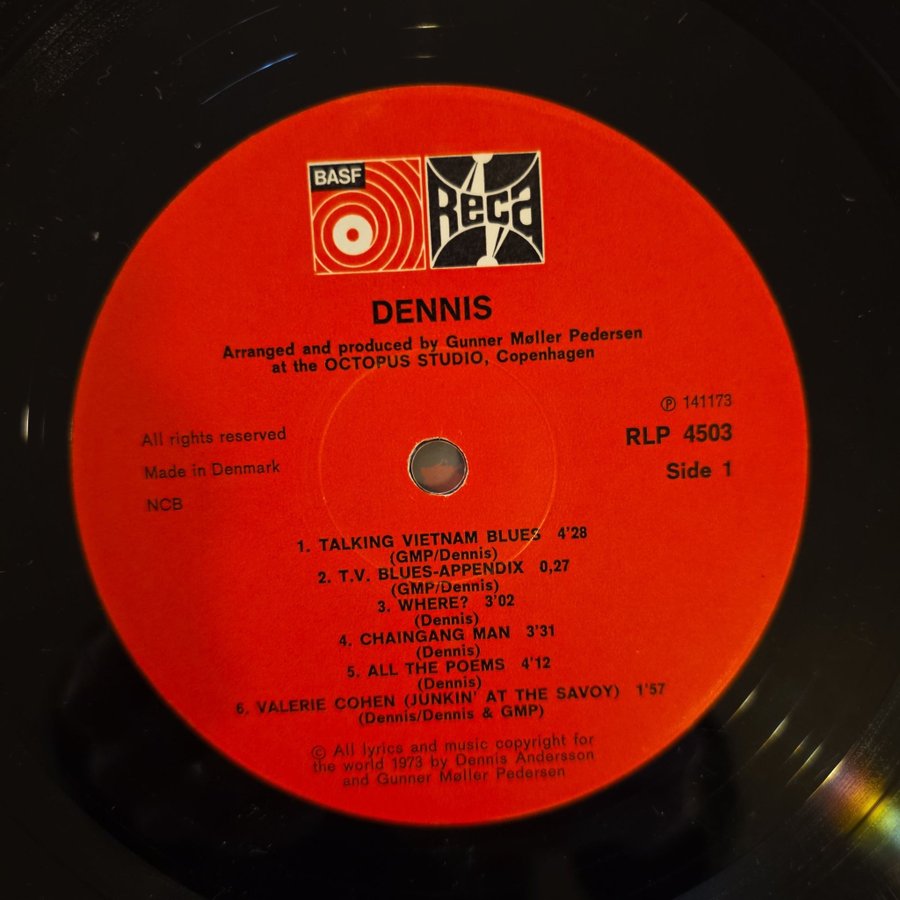 BASF
Reca
DENNIS
Arranged and produced by Gunner Møller Pedersen
at the OCTOPUS STUDIO, Copenhagen
℗ 141173
All rights reserved
RLP 4503
Made in Denmark
Side 1
NCB
1. TALKING VIETNAM BLUES 4'28
(GMP/Dennis)
2. T.V. BLUES-APPENDIX 0,27
(GMP/Dennis)
3. WHERE? 3'02
(Dennis)
4. CHAINGANG MAN 3'31
(Dennis)
5. ALL THE POEMS 4'12
(Dennis)
6. VALERIE COHEN (JUNKIN' AT THE SAVOY) 1'57
(Dennis/Dennis & GMP)
© All lyrics and music copyright for
the world 1973 by Dennis Andersson
and Gunner Møller Pedersen